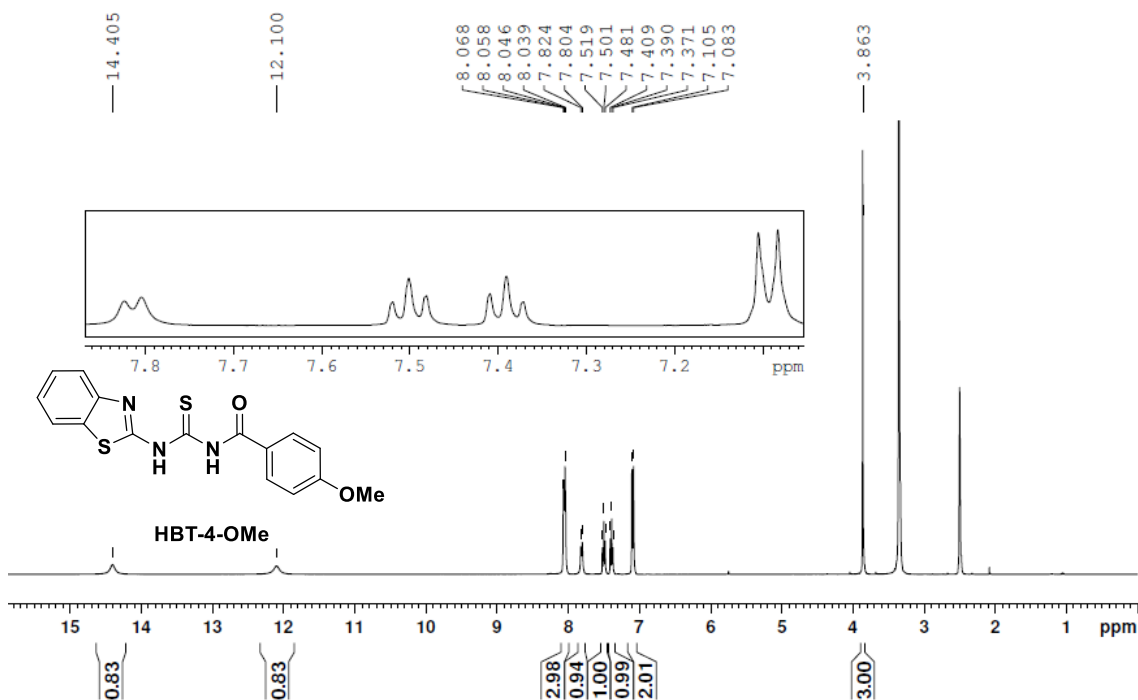 14.405
12.100
8.068
8.058
8.046
8.039
7.824
7.804
7.519
7.501
7.481
7.409
7.390
7.371
7.105
7.083
3.863
7.8 7.7 7.6 7.5 7.4 7.3 7.2 ppm
N
S
N
H
S
N
H
O
OMe
HBT-4-OMe
15 14 13 12 11 10 9 8 7 6 5 4 3 2 1 ppm
0.83
0.83
2.98
0.94
1.00
0.99
2.01
3.00